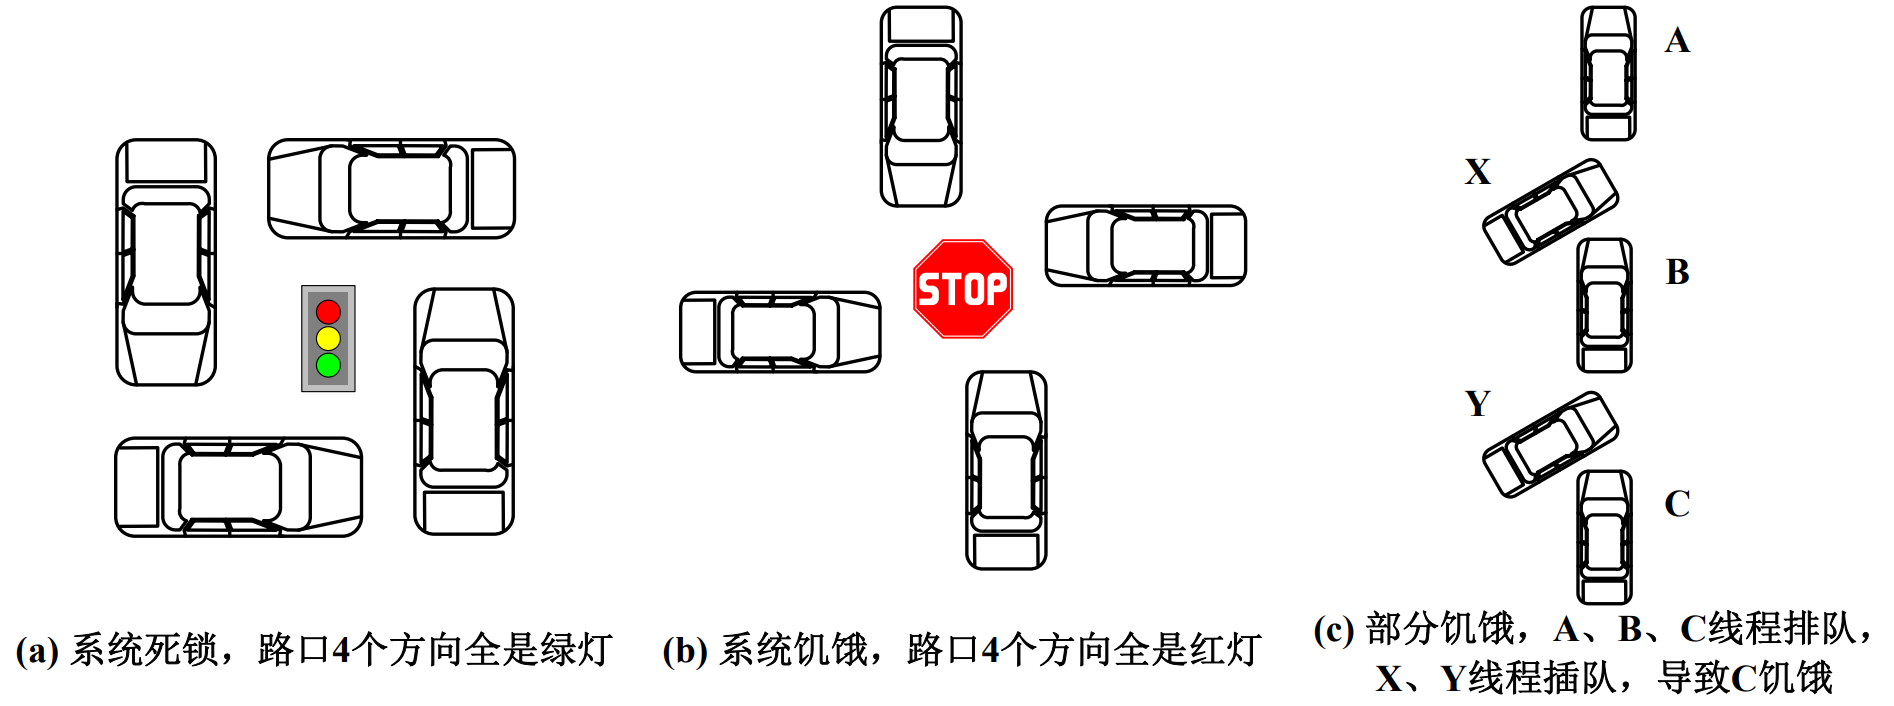 A
X
B
STOP
Y
C
(a) 系统死锁，路口4个方向全是绿灯
(b) 系统饥饿，路口4个方向全是红灯
(c) 部分饥饿，A、B、C线程排队，
X、Y线程插队，导致C饥饿